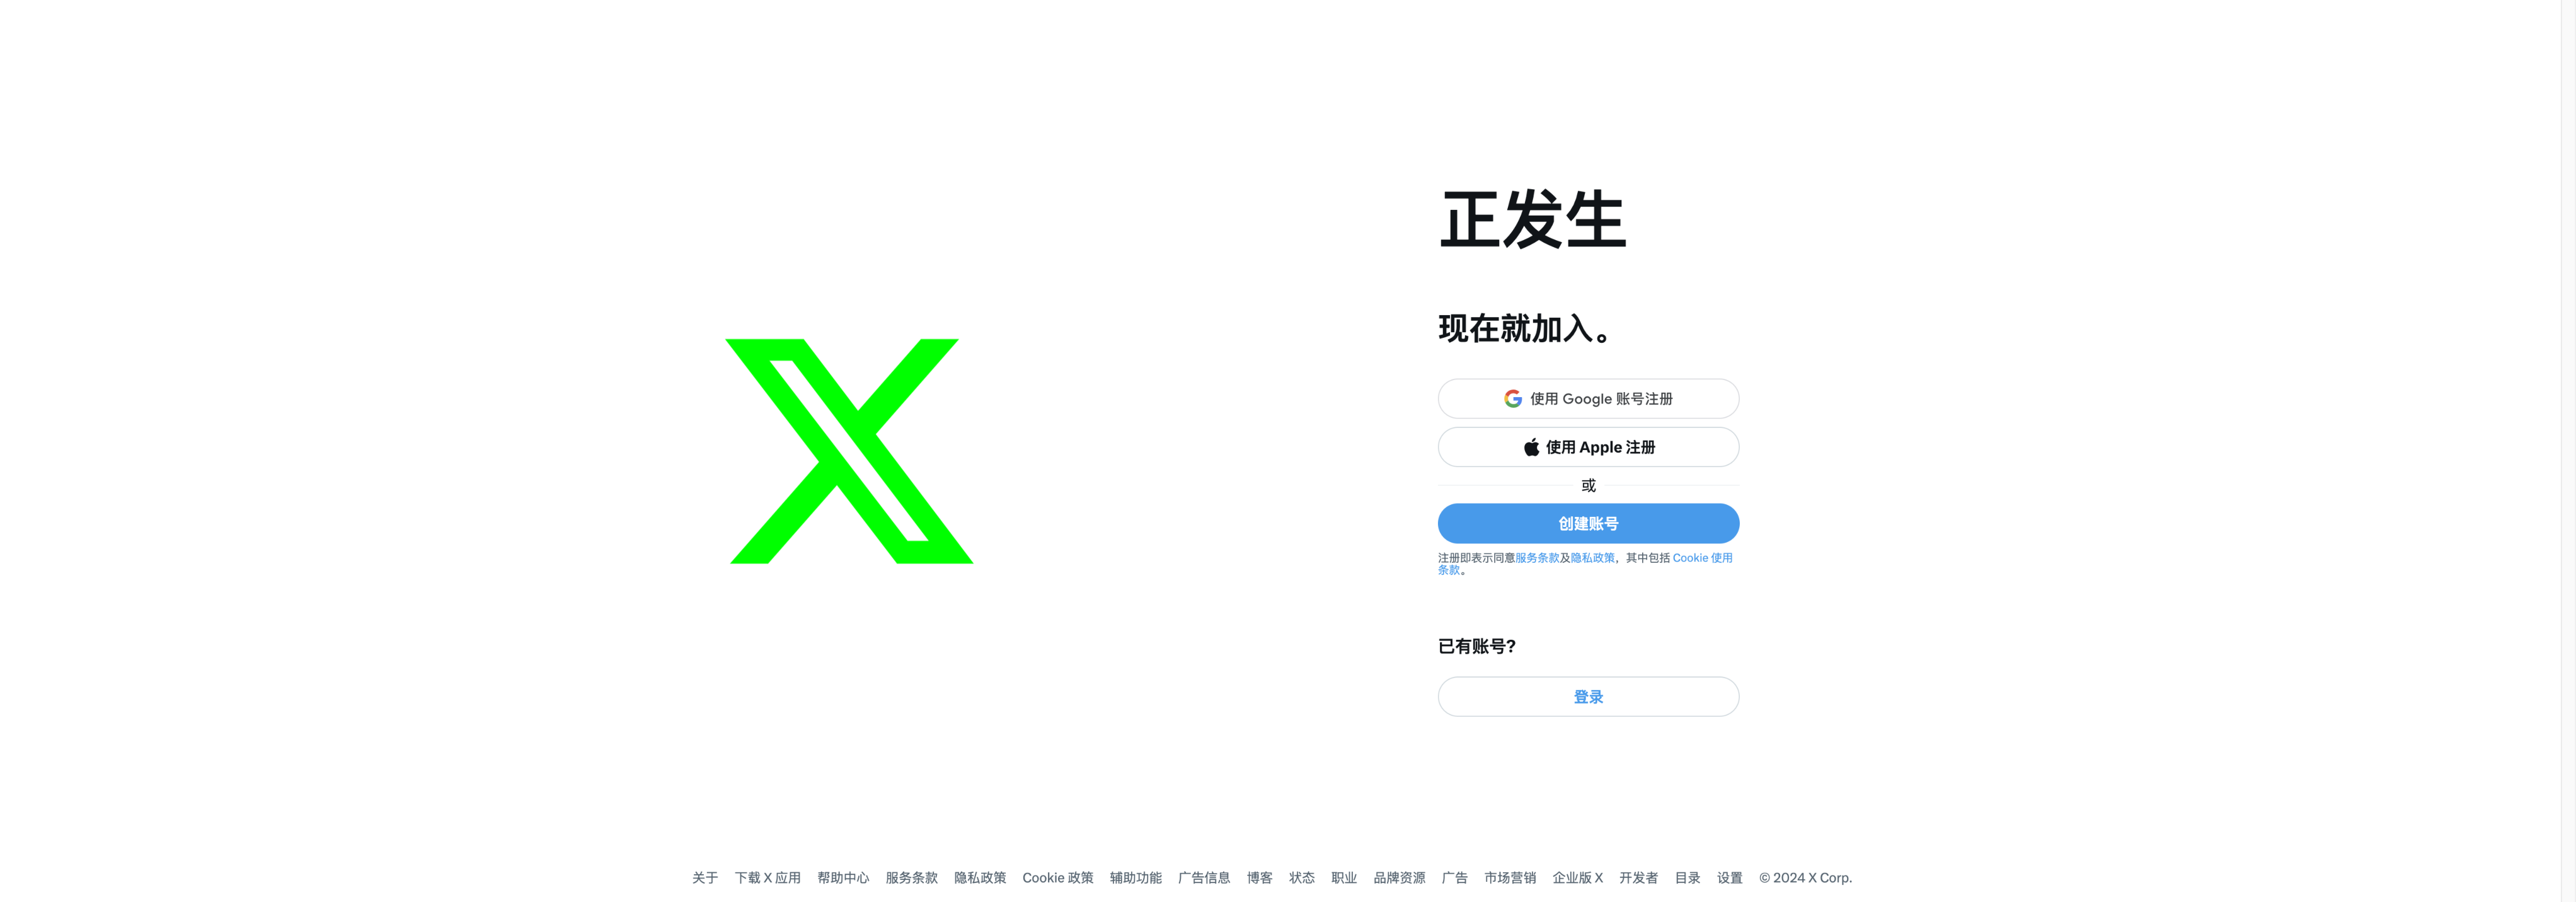 正发生
现在就加入。
使用 Google 账号注册
使用 Apple 注册
或
创建账号
注册即表示同意服务条款及隐私政策，其中包括 Cookie 使用
条款。
已有账号?
登录
关于 下载 X 应用 帮助中心 服务条款 隐私政策 Cookie 政策 辅助功能 广告信息 博客 状态 职业 品牌资源 广告 市场营销 企业版 X 开发者 目录 设置 © 2024 X Corp.